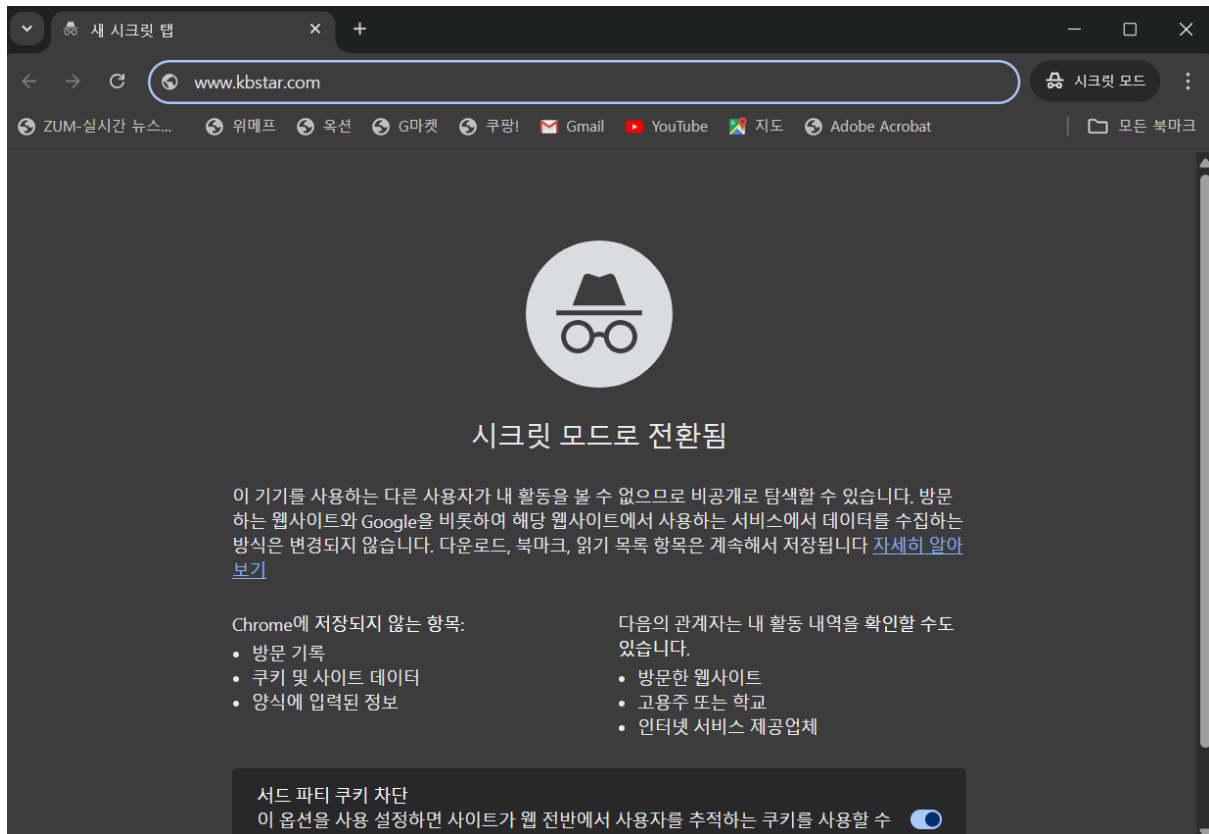 새 시크릿 탭
www.kbstar.com
시크릿 모드
ZUM-실시간 뉴스... 위메프 옥션 G마켓 쿠팡! Gmail YouTube 지도 Adobe Acrobat 모든 북마크
시크릿 모드로 전환됨
이 기기를 사용하는 다른 사용자가 내 활동을 볼 수 없으므로 비공개로 탐색할 수 있습니다. 방문
하는 웹사이트와 Google을 비롯하여 해당 웹사이트에서 사용하는 서비스에서 데이터를 수집하는
방식은 변경되지 않습니다. 다운로드, 북마크, 읽기 목록 항목은 계속해서 저장됩니다 자세히 알아
보기
Chrome에 저장되지 않는 항목:
• 방문 기록
• 쿠키 및 사이트 데이터
• 양식에 입력된 정보
다음의 관계자는 내 활동 내역을 확인할 수도
있습니다.
• 방문한 웹사이트
• 고용주 또는 학교
• 인터넷 서비스 제공업체
서드 파티 쿠키 차단
이 옵션을 사용 설정하면 사이트가 웹 전반에서 사용자를 추적하는 쿠키를 사용할 수